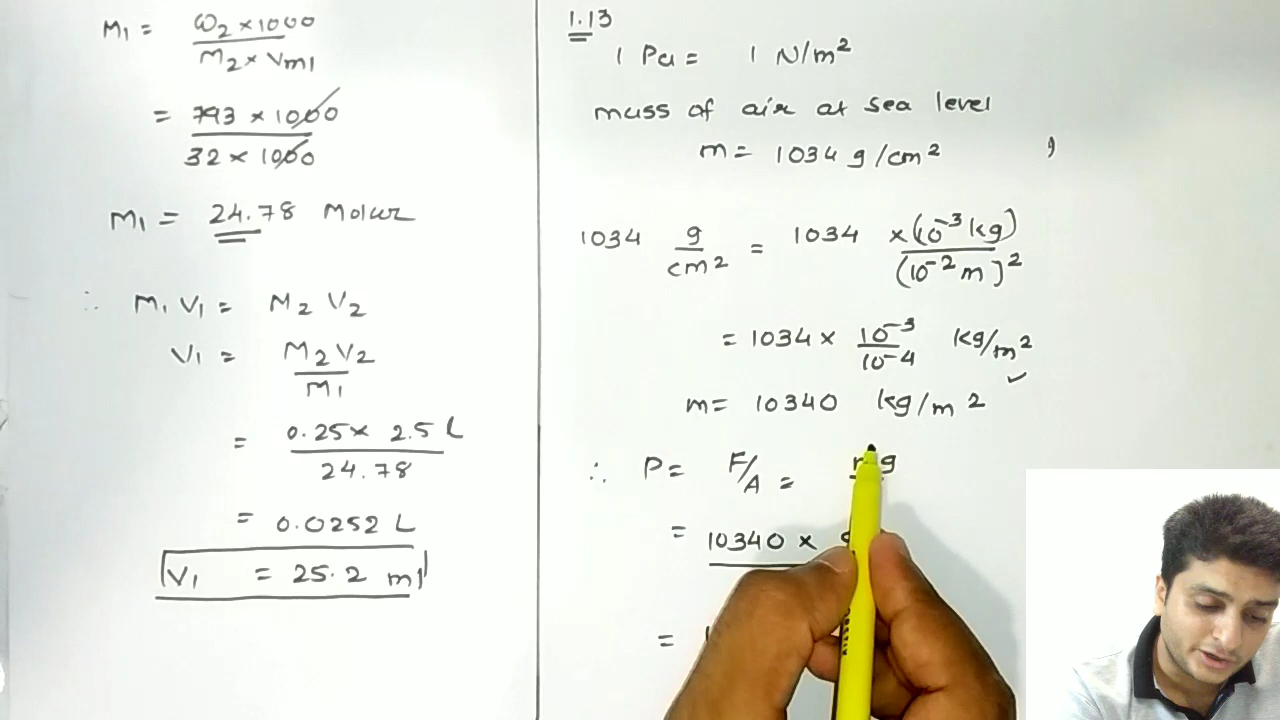 M1 = ω2 × 1000
M2 × Vm1
= 793 × 1000
32 × 1000
M1 = 24.78 Molar
∴ M1 V1 = M2 V2
V1 = M2 V2
M1
= 0.25 × 2.5 L
24.78
= 0.0252 L
V1 = 25.2 ml
1.13
1 Pa = 1 N/m²
mass of air at sea level
m = 1034 g/cm²
1034 g = 1034 × (10⁻³ kg)
cm² (10⁻² m)²
= 1034 × 10⁻³ kg/m²
10⁻⁴
m = 10340 kg/m²
∴ P = F/A =
= 10340 ×
=